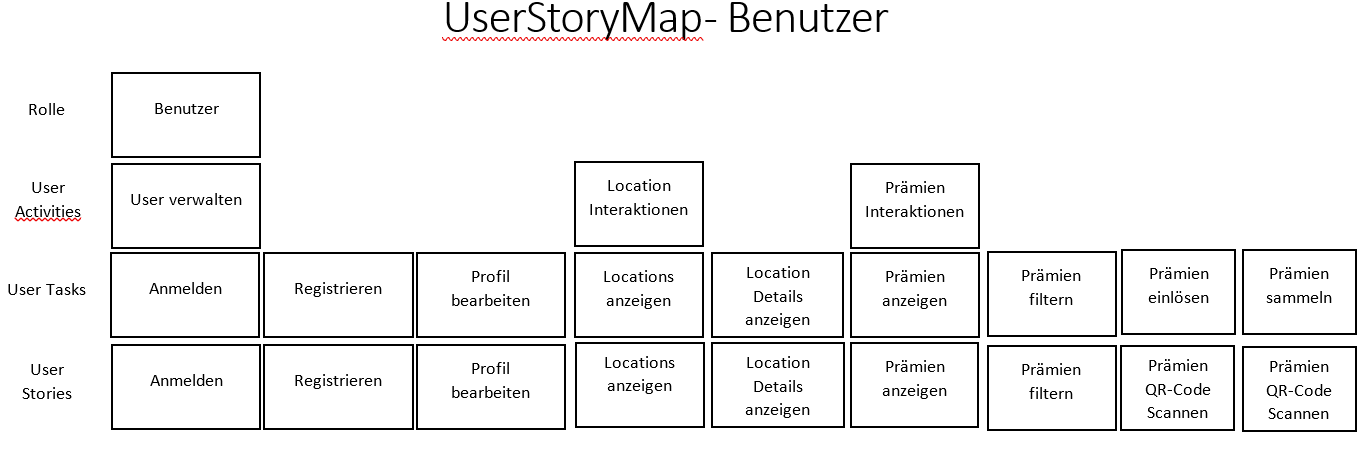 UserStoryMap- Benutzer
Rolle
Benutzer
User
Activities
User verwalten
Location
Interaktionen
Prämien
Interaktionen
User Tasks
Anmelden
Registrieren
Profil
bearbeiten
Locations
anzeigen
Location
Details
anzeigen
Prämien
anzeigen
Prämien
filtern
Prämien
einlösen
Prämien
sammeln
User
Stories
Anmelden
Registrieren
Profil
bearbeiten
Locations
anzeigen
Location
Details
anzeigen
Prämien
anzeigen
Prämien
filtern
Prämien
QR-Code
Scannen
Prämien
QR-Code
Scannen